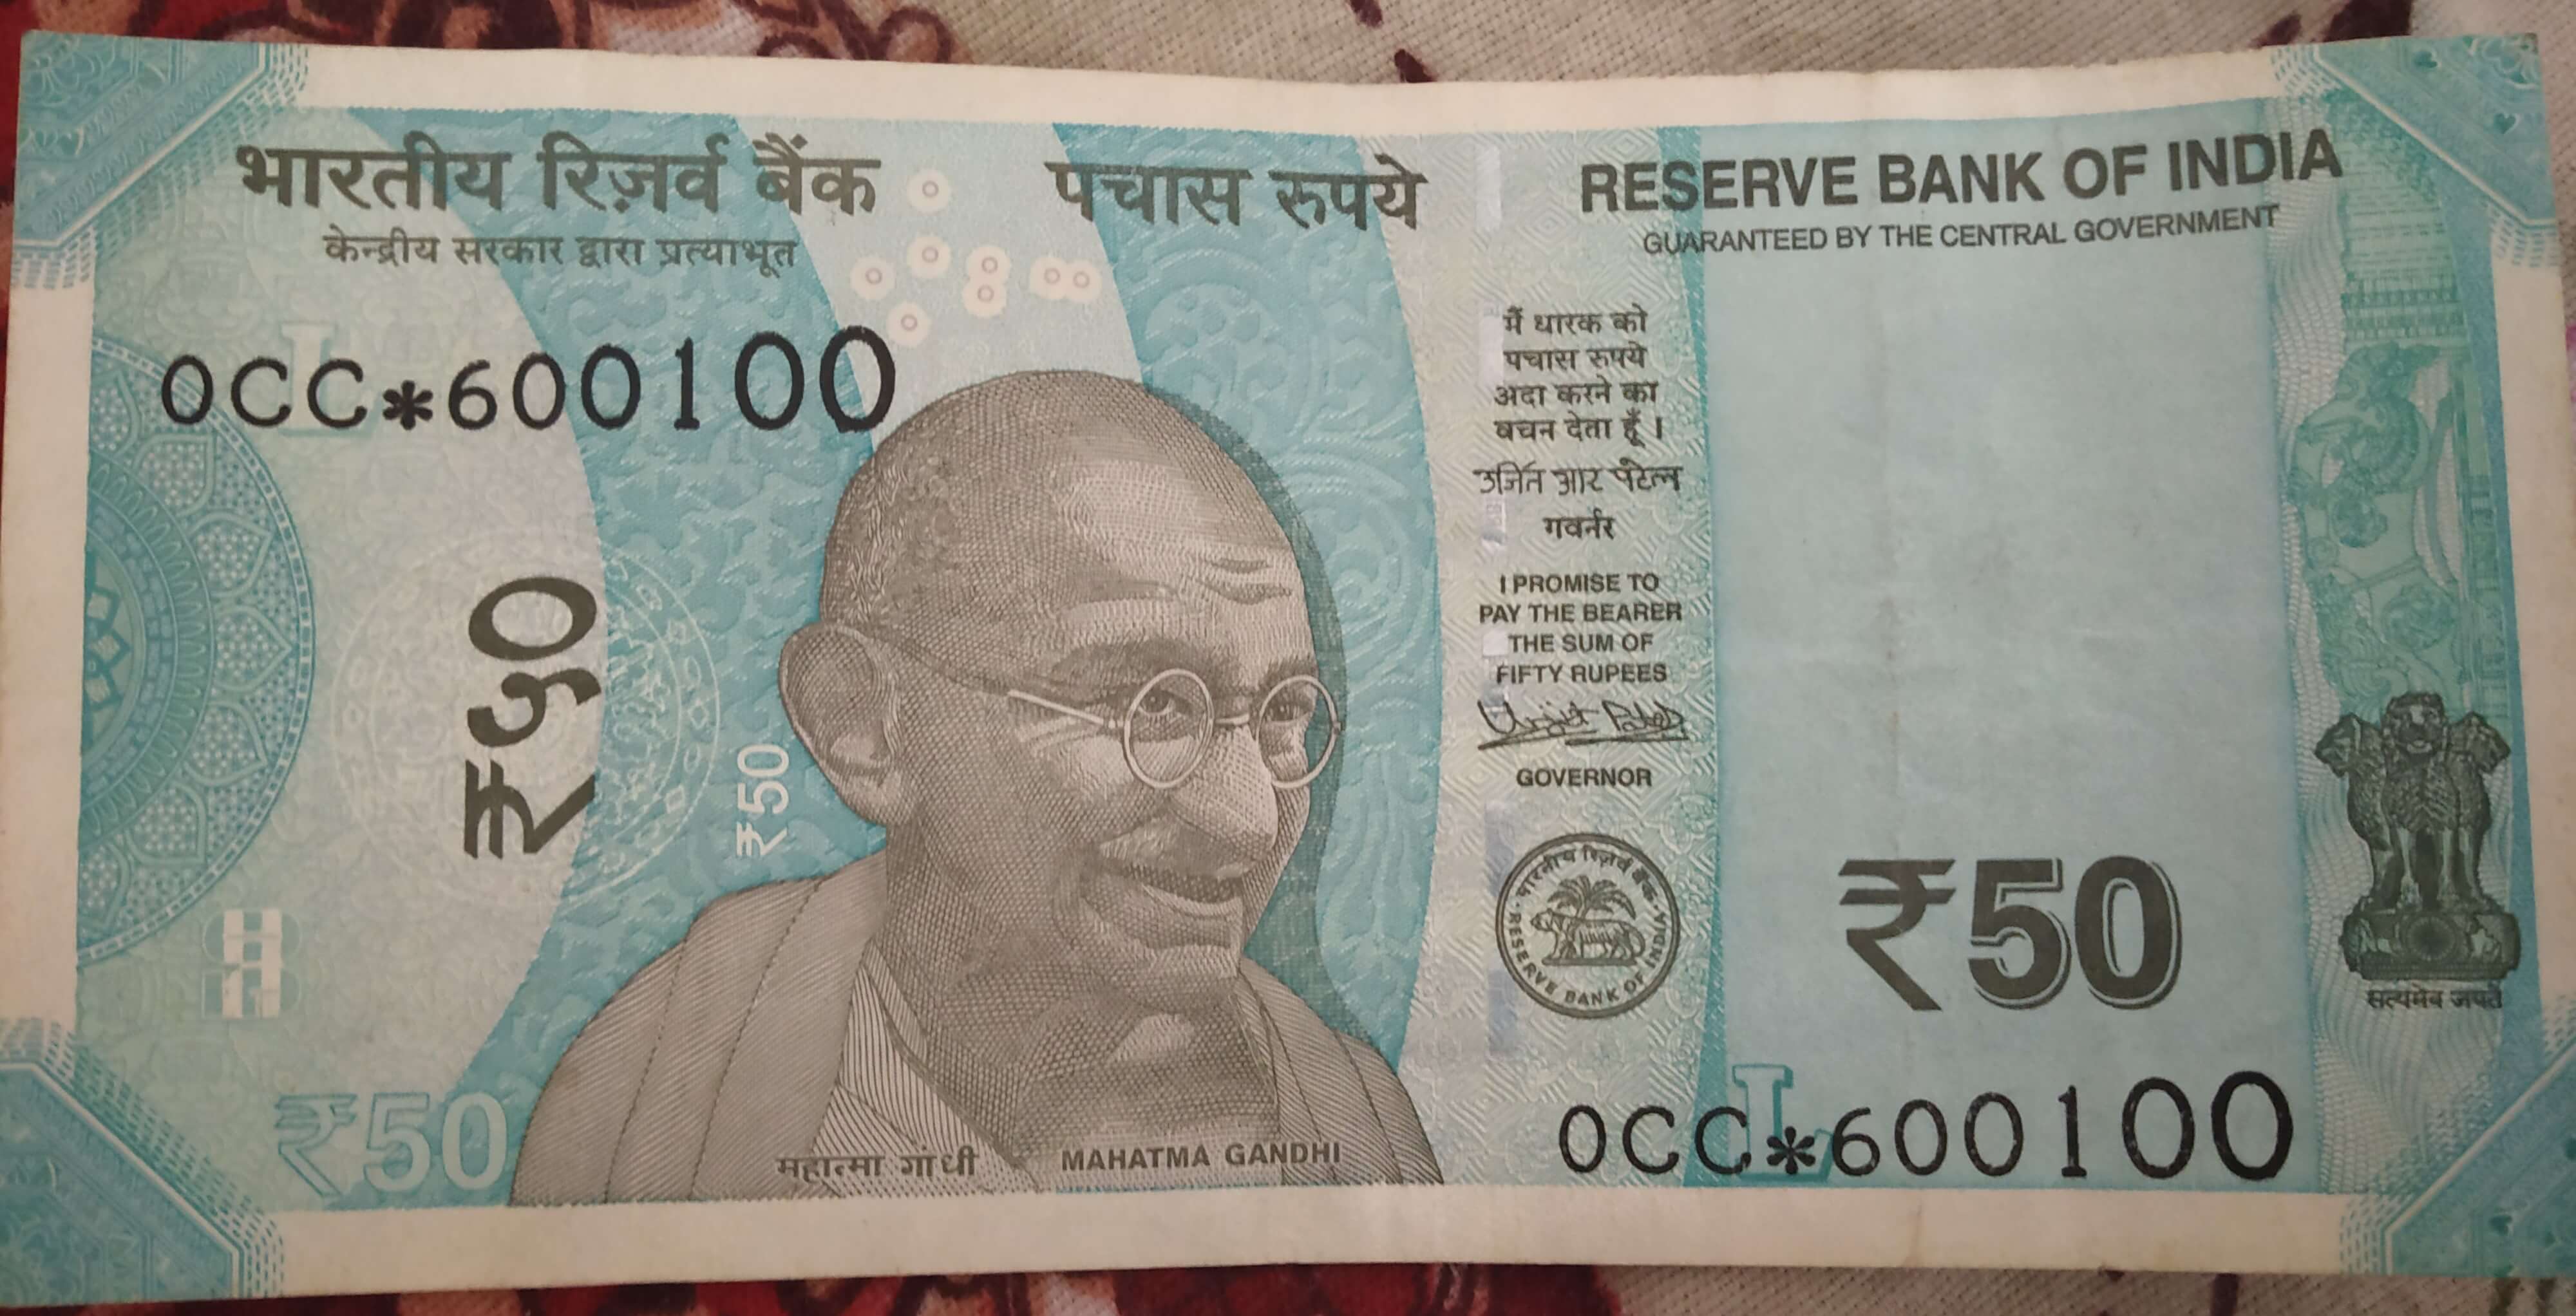 भारतीय रिज़र्व बैंक
केन्द्रीय सरकार द्वारा प्रत्याभूत
पचास रुपये
RESERVE BANK OF INDIA
GUARANTEED BY THE CENTRAL GOVERNMENT
0CC*600100
L
₹५०
₹50
₹50
महात्मा गांधी
MAHATMA GANDHI
मैं धारक को
पचास रुपये
अदा करने का
वचन देता हूँ।
उर्जित आर पटेल
गवर्नर
I PROMISE TO
PAY THE BEARER
THE SUM OF
FIFTY RUPEES
Urjit Patel
GOVERNOR
भारतीय रिज़र्व बैंक
RESERVE BANK OF INDIA
₹50
सत्यमेव जयते
L
0CC*600100